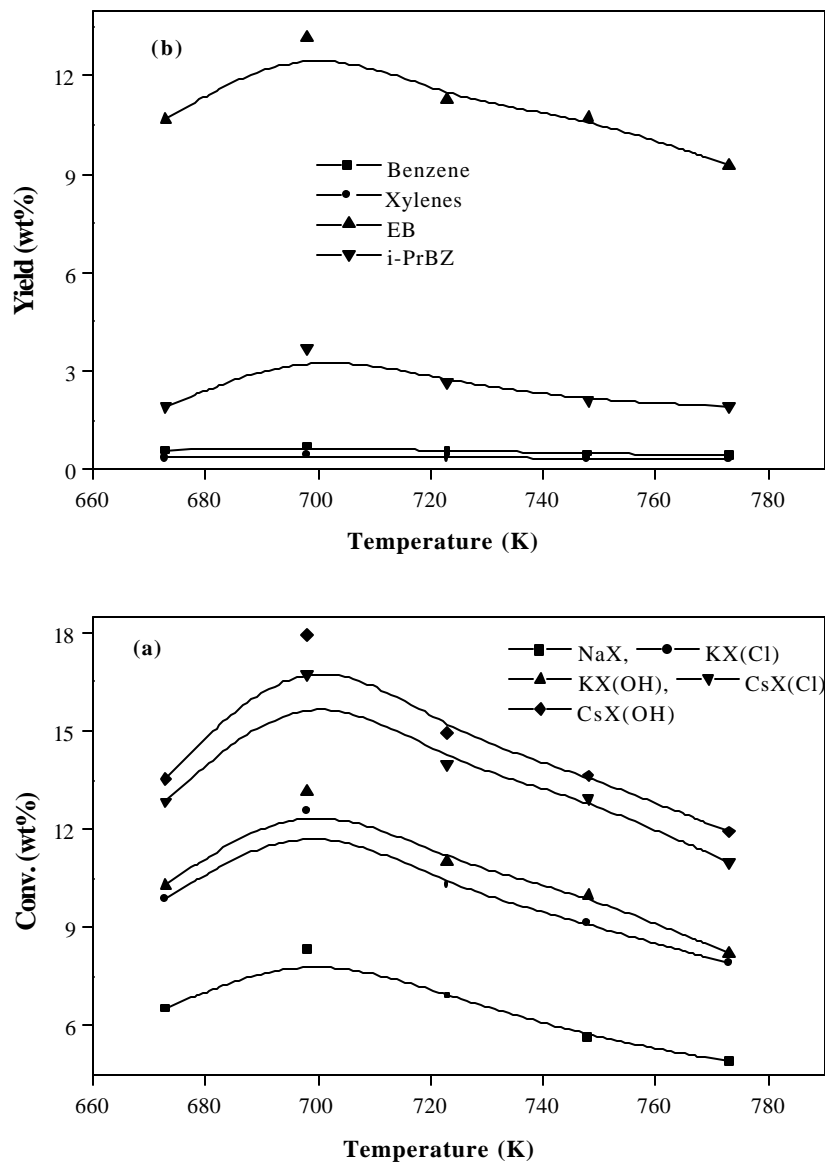 (b)
12
9
6
3
0
Yield (wt%)
Benzene
Xylenes
EB
i-PrBZ
660 680 700 720 740 760 780
Temperature (K)
(a)
18
15
12
9
6
Conv. (wt%)
NaX, KX(Cl)
KX(OH), CsX(Cl)
CsX(OH)
660 680 700 720 740 760 780
Temperature (K)